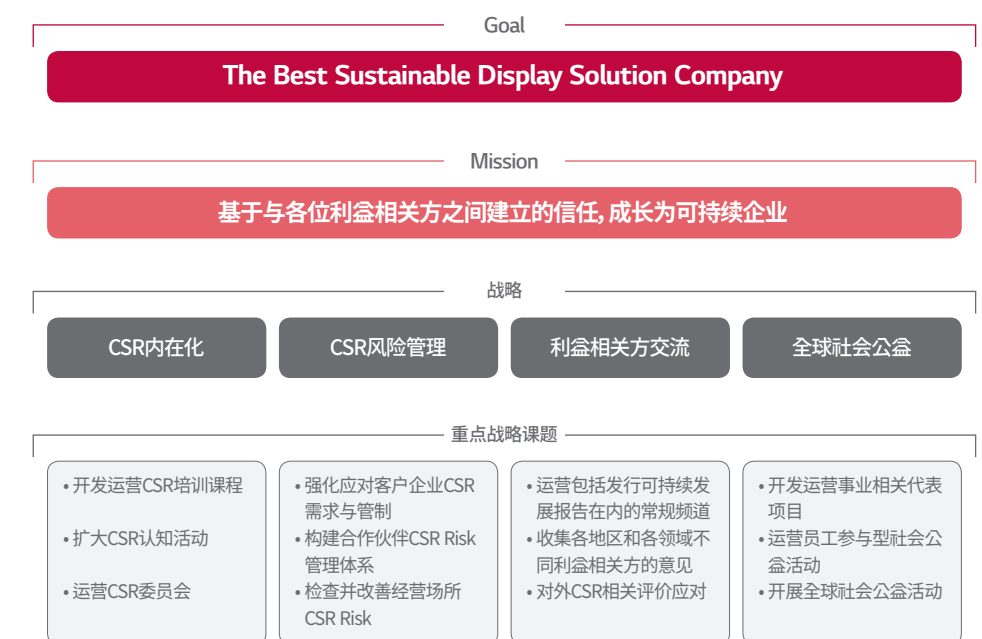 Goal
The Best Sustainable Display Solution Company
Mission
基于与各位利益相关方之间建立的信任, 成长为可持续企业
战略
CSR内在化
CSR风险管理
利益相关方交流
全球社会公益
重点战略课题
• 开发运营CSR培训课程
• 扩大CSR认知活动
• 运营CSR委员会
• 强化应对客户企业CSR
需求与管制
• 构建合作伙伴CSR Risk
管理体系
• 检查并改善经营场所
CSR Risk
• 运营包括发行可持续发
展报告在内的常规频道
• 收集各地区和各领域不
同利益相关方的意见
• 对外CSR相关评价应对
• 开发运营事业相关代表
项目
• 运营员工参与型社会公
益活动
• 开展全球社会公益活动